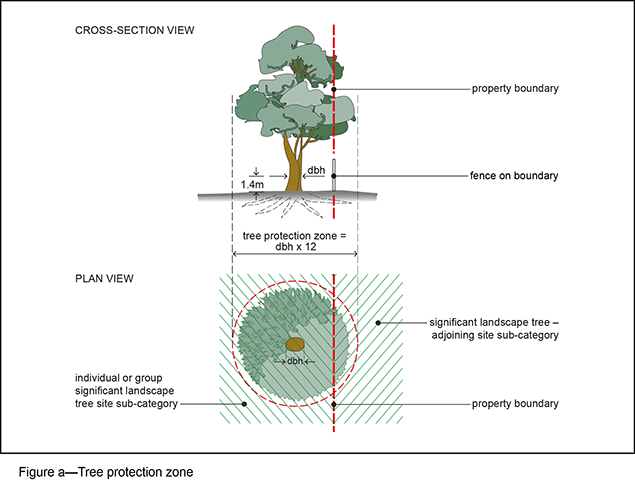 CROSS-SECTION VIEW
property boundary
dbh
1.4m
fence on boundary
tree protection zone =
dbh x 12
PLAN VIEW
significant landscape tree –
adjoining site sub-category
dbh
individual or group
significant landscape
tree site sub-category
property boundary
Figure a—Tree protection zone